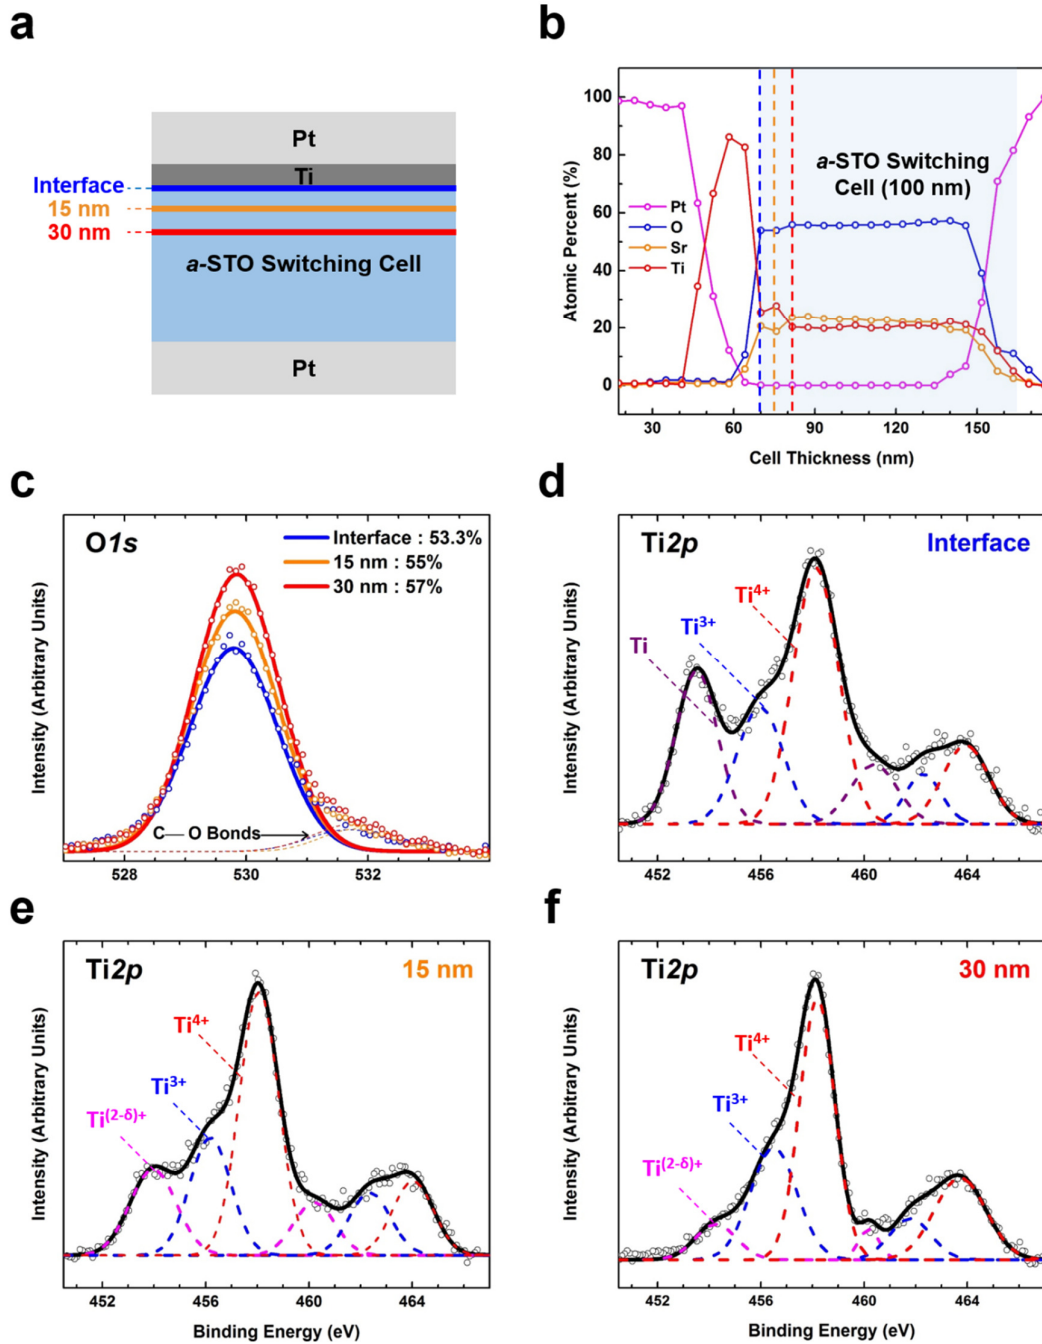 a
Pt
Ti
Interface
15 nm
30 nm
a-STO Switching Cell
Pt
b
100
80
60
40
20
0
Atomic Percent (%)
a-STO Switching
Cell (100 nm)
Pt
O
Sr
Ti
30
60
90
120
150
Cell Thickness (nm)
c
O1s
Interface : 53.3%
15 nm : 55%
30 nm : 57%
Intensity (Arbitrary Units)
C— O Bonds
528
530
532
d
Ti2p
Interface
Ti
Ti3+
Ti4+
Intensity (Arbitrary Units)
452
456
460
464
e
Ti2p
15 nm
Ti4+
Ti3+
Ti(2-δ)+
Intensity (Arbitrary Units)
452
456
460
464
Binding Energy (eV)
f
Ti2p
30 nm
Ti4+
Ti3+
Ti(2-δ)+
Intensity (Arbitrary Units)
452
456
460
464
Binding Energy (eV)